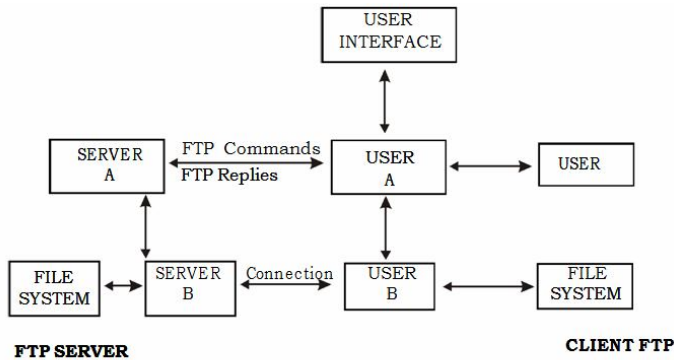 USER
INTERFACE
SERVER
A
FTP Commands
FTP Replies
USER
A
USER
FILE
SYSTEM
SERVER
B
Connection
USER
B
FILE
SYSTEM
FTP SERVER
CLIENT FTP